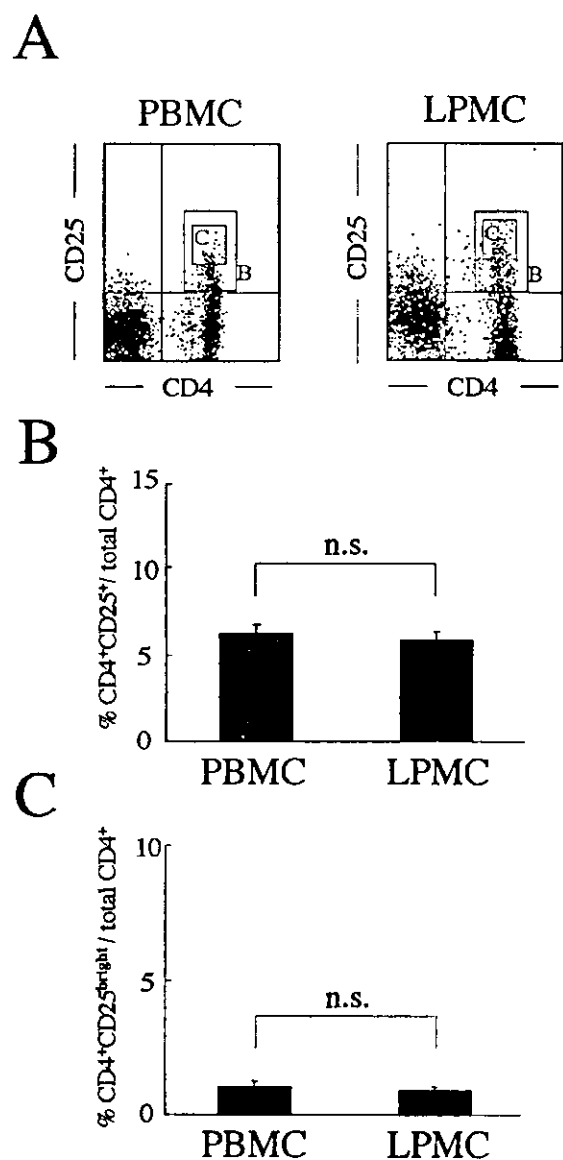 A
PBMC
LPMC
CD25
C
B
CD4
CD25
C
B
CD4
B
% CD4⁺CD25⁺/ total CD4⁺
15
10
5
0
n.s.
PBMC
LPMC
C
% CD4⁺CD25ᵇʳⁱᵍʰᵗ / total CD4⁺
10
5
0
n.s.
PBMC
LPMC